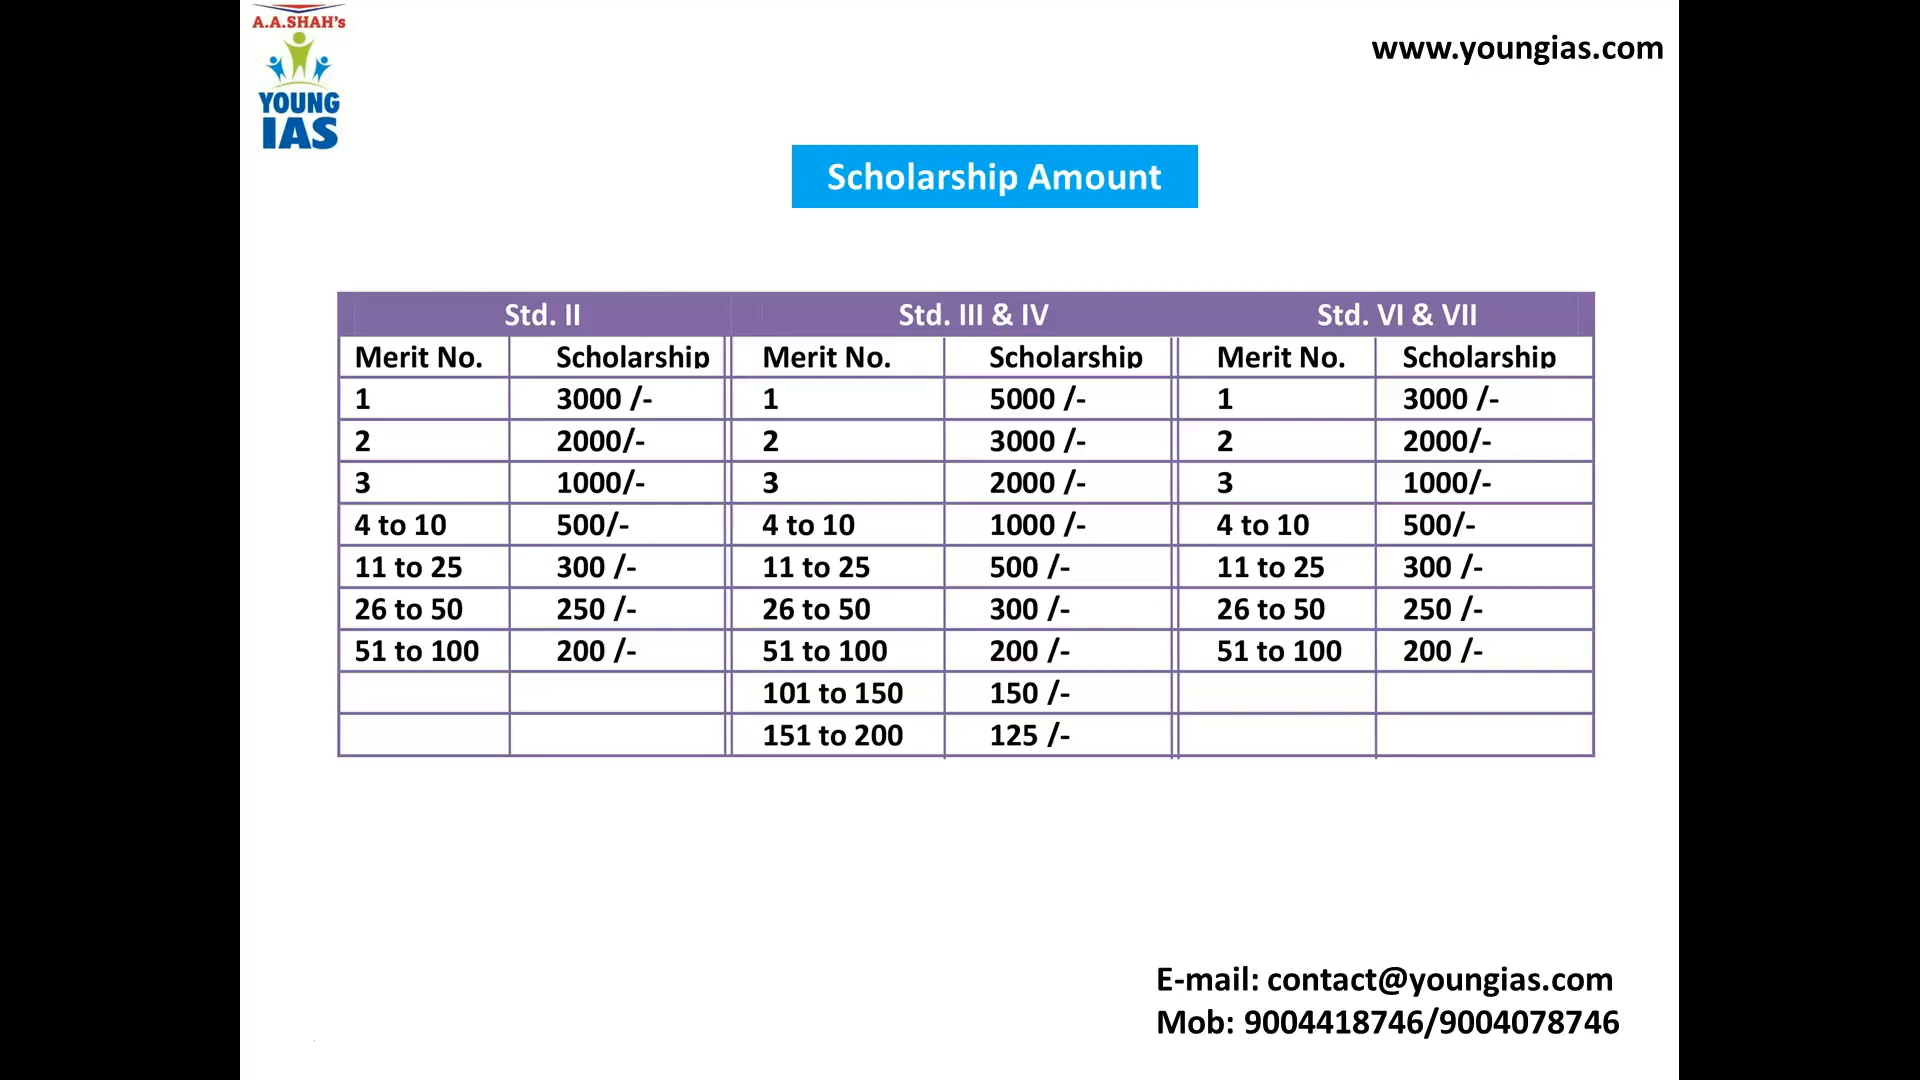 A.A.SHAH's
YOUNG
IAS
www.youngias.com
Scholarship Amount
Std. II Std. III & IV Std. VI & VII
Merit No. Scholarship Merit No. Scholarship Merit No. Scholarship
1 3000 /- 1 5000 /- 1 3000 /-
2 2000/- 2 3000 /- 2 2000/-
3 1000/- 3 2000 /- 3 1000/-
4 to 10 500/- 4 to 10 1000 /- 4 to 10 500/-
11 to 25 300 /- 11 to 25 500 /- 11 to 25 300 /-
26 to 50 250 /- 26 to 50 300 /- 26 to 50 250 /-
51 to 100 200 /- 51 to 100 200 /- 51 to 100 200 /-
101 to 150 150 /-
151 to 200 125 /-
E-mail: contact@youngias.com
Mob: 9004418746/9004078746